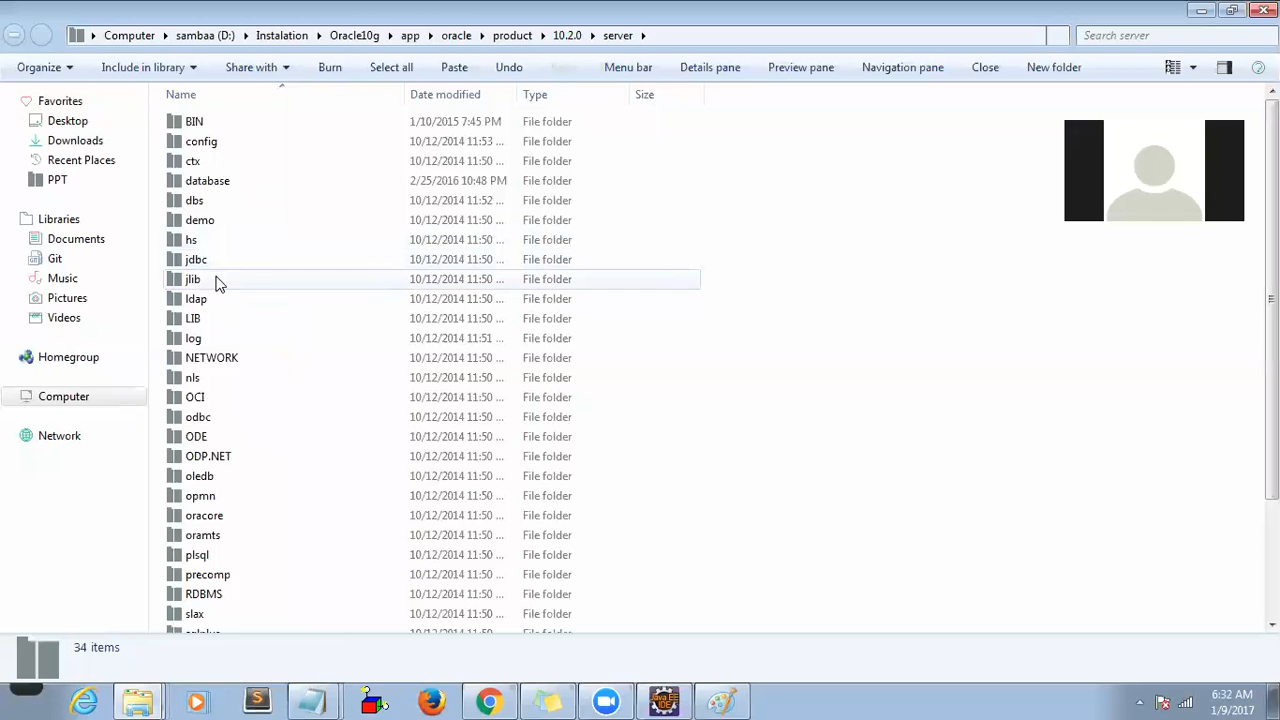 Computer sambaa (D:) Instalation Oracle10g app oracle product 10.2.0 server
Search server
Organize Include in library Share with Burn Select all Paste Undo Menu bar Details pane Preview pane Navigation pane Close New folder
Name Date modified Type Size
Favorites
Desktop
Downloads
Recent Places
PPT
Libraries
Documents
Git
Music
Pictures
Videos
Homegroup
Computer
Network
BIN 1/10/2015 7:45 PM File folder
config 10/12/2014 11:53 ... File folder
ctx 10/12/2014 11:50 ... File folder
database 2/25/2016 10:48 PM File folder
dbs 10/12/2014 11:52 ... File folder
demo 10/12/2014 11:50 ... File folder
hs 10/12/2014 11:50 ... File folder
jdbc 10/12/2014 11:50 ... File folder
jlib 10/12/2014 11:50 ... File folder
ldap 10/12/2014 11:50 ... File folder
LIB 10/12/2014 11:50 ... File folder
log 10/12/2014 11:51 ... File folder
NETWORK 10/12/2014 11:50 ... File folder
nls 10/12/2014 11:50 ... File folder
OCI 10/12/2014 11:50 ... File folder
odbc 10/12/2014 11:50 ... File folder
ODE 10/12/2014 11:50 ... File folder
ODP.NET 10/12/2014 11:50 ... File folder
oledb 10/12/2014 11:50 ... File folder
opmn 10/12/2014 11:50 ... File folder
oracore 10/12/2014 11:50 ... File folder
oramts 10/12/2014 11:50 ... File folder
plsql 10/12/2014 11:50 ... File folder
precomp 10/12/2014 11:50 ... File folder
RDBMS 10/12/2014 11:50 ... File folder
slax 10/12/2014 11:50 ... File folder
34 items
6:32 AM
1/9/2017